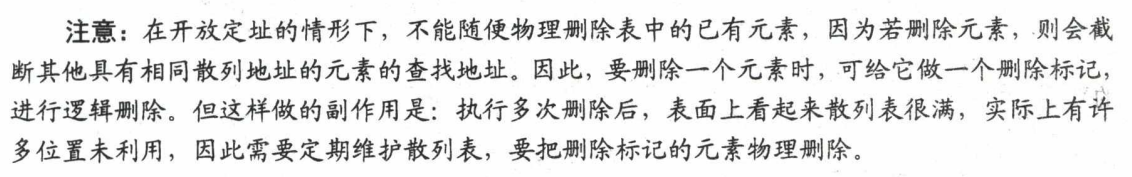 注意：在开放定址的情形下，不能随便物理删除表中的已有元素，因为若删除元素，则会截
断其他具有相同散列地址的元素的查找地址。因此，要删除一个元素时，可给它做一个删除标记，
进行逻辑删除。但这样做的副作用是：执行多次删除后，表面上看起来散列表很满，实际上有许
多位置未利用，因此需要定期维护散列表，要把删除标记的元素物理删除。